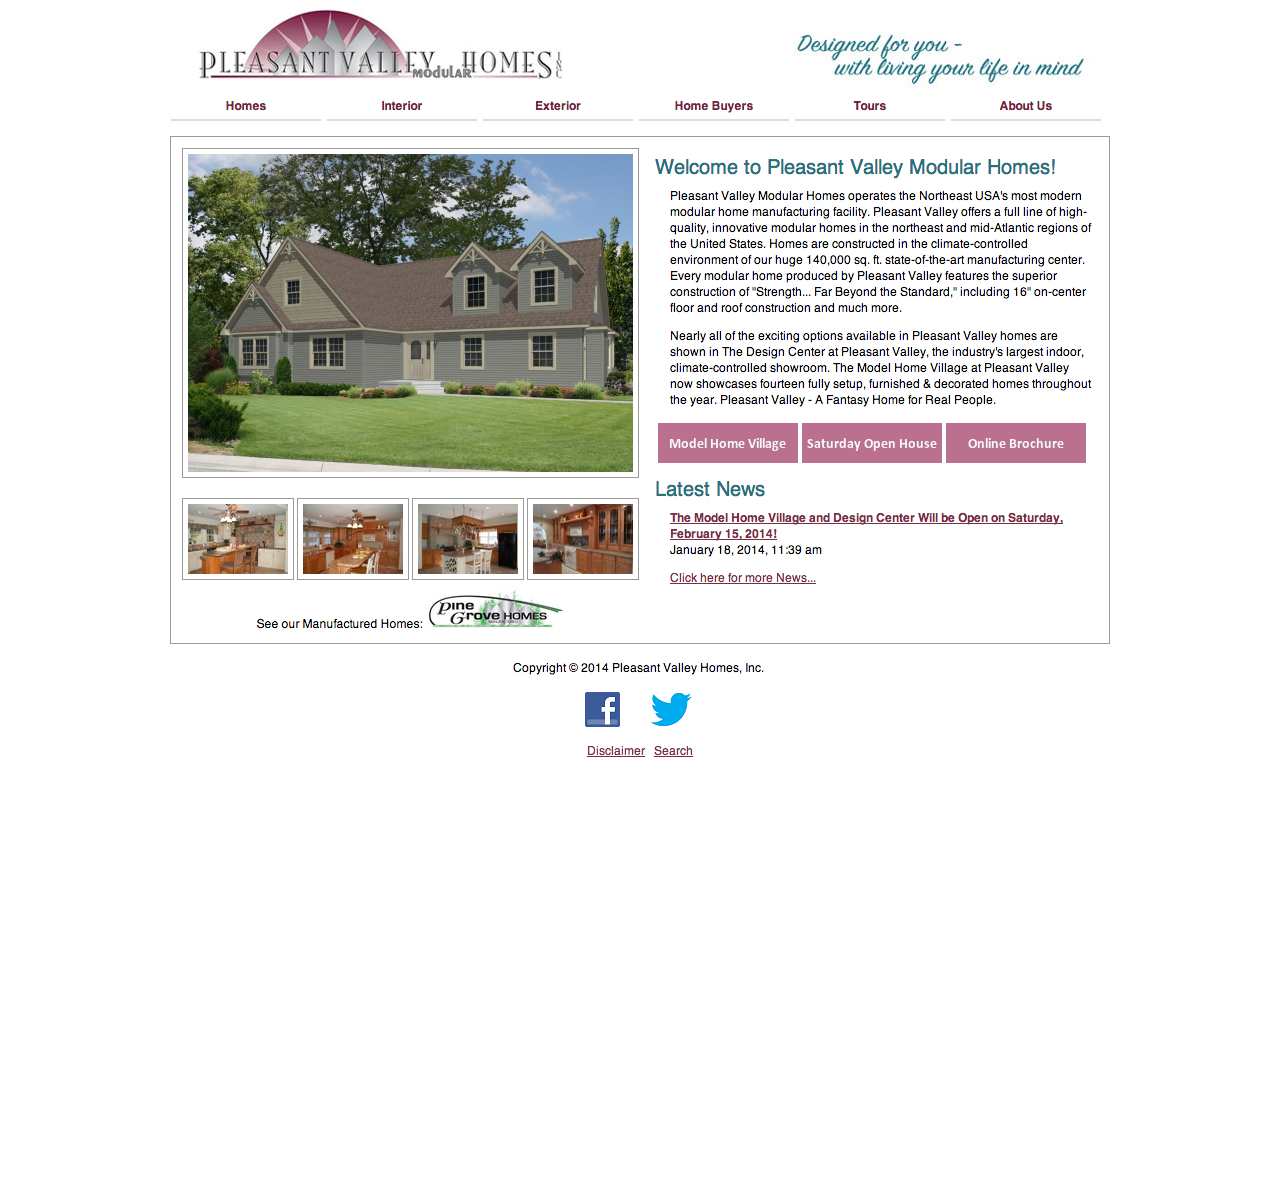 PLEASANT VALLEY MODULAR HOMES INC
Designed for you -
with living your life in mind
Homes Interior Exterior Home Buyers Tours About Us
Welcome to Pleasant Valley Modular Homes!
Pleasant Valley Modular Homes operates the Northeast USA's most modern
modular home manufacturing facility. Pleasant Valley offers a full line of high-
quality, innovative modular homes in the northeast and mid-Atlantic regions of
the United States. Homes are constructed in the climate-controlled
environment of our huge 140,000 sq. ft. state-of-the-art manufacturing center.
Every modular home produced by Pleasant Valley features the superior
construction of "Strength... Far Beyond the Standard," including 16" on-center
floor and roof construction and much more.
Nearly all of the exciting options available in Pleasant Valley homes are
shown in The Design Center at Pleasant Valley, the industry's largest indoor,
climate-controlled showroom. The Model Home Village at Pleasant Valley
now showcases fourteen fully setup, furnished & decorated homes throughout
the year. Pleasant Valley - A Fantasy Home for Real People.
Model Home Village Saturday Open House Online Brochure
Latest News
The Model Home Village and Design Center Will be Open on Saturday,
February 15, 2014!
January 18, 2014, 11:39 am
Click here for more News...
See our Manufactured Homes: Pine Grove HOMES
Copyright © 2014 Pleasant Valley Homes, Inc.
Disclaimer Search